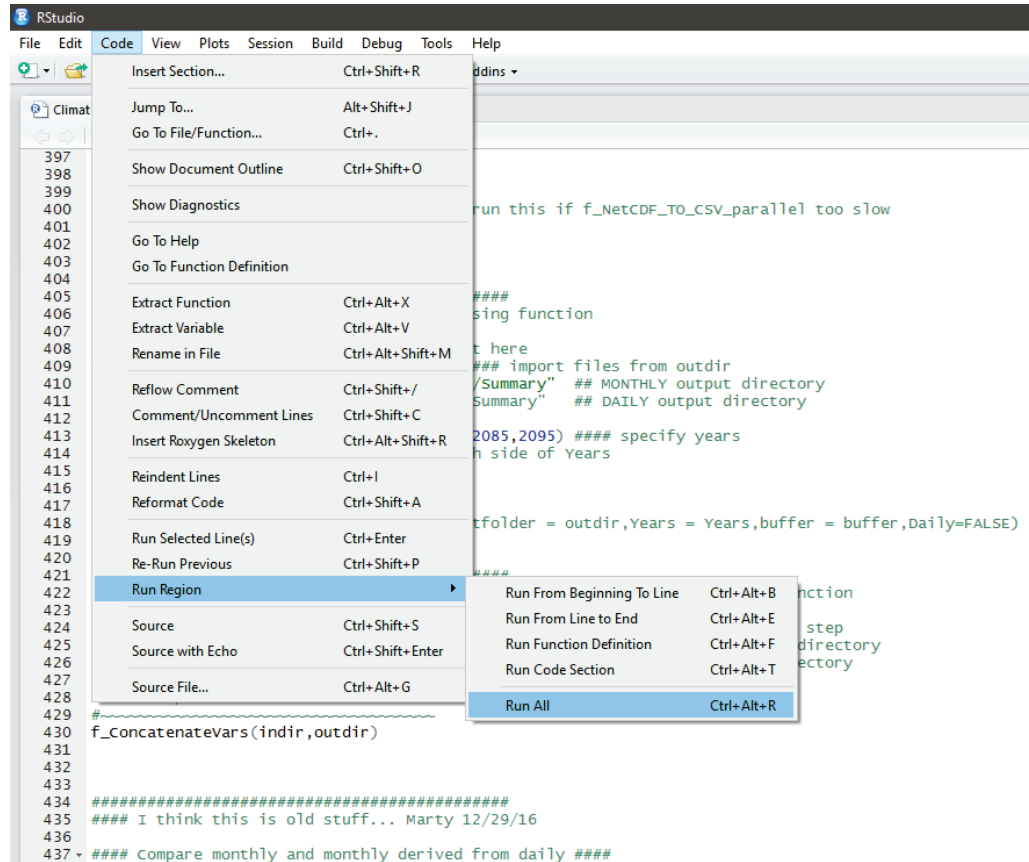 RStudio
File Edit Code View Plots Session Build Debug Tools Help
Insert Section... Ctrl+Shift+R ddins
Climat Jump To... Alt+Shift+J
Go To File/Function... Ctrl+.
397
398 Show Document Outline Ctrl+Shift+O
399
400 Show Diagnostics run this if f_NetCDF_TO_CSV_parallel too slow
401
402 Go To Help
403 Go To Function Definition
404
405 Extract Function Ctrl+Alt+X ####
406 sing function
407 Extract Variable Ctrl+Alt+V
408 Rename in File Ctrl+Alt+Shift+M t here
409 ### import files from outdir
410 Reflow Comment Ctrl+Shift+/ /Summary" ## MONTHLY output directory
411 Comment/Uncomment Lines Ctrl+Shift+C Summary" ## DAILY output directory
412
413 Insert Roxygen Skeleton Ctrl+Alt+Shift+R 2085,2095) #### specify years
414 h side of Years
415 Reindent Lines Ctrl+I
416
417 Reformat Code Ctrl+Shift+A
418 tfolder = outdir,Years = Years,buffer = buffer,Daily=FALSE)
419 Run Selected Line(s) Ctrl+Enter
420 Re-Run Previous Ctrl+Shift+P
421 ####
422 Run Region Run From Beginning To Line Ctrl+Alt+B nction
423
424 Source Ctrl+Shift+S Run From Line to End Ctrl+Alt+E step
425 Source with Echo Ctrl+Shift+Enter Run Function Definition Ctrl+Alt+F directory
426 Run Code Section Ctrl+Alt+T ectory
427 Source File... Ctrl+Alt+G
428 Run All Ctrl+Alt+R
429 #~~~~~~~~~~~~~~~~~~~~~~~~~~~~~~~~~~~~
430 f_ConcatenateVars(indir,outdir)
431
432
433
434 #############################################
435 #### I think this is old stuff... Marty 12/29/16
436
437 #### Compare monthly and monthly derived from daily ####